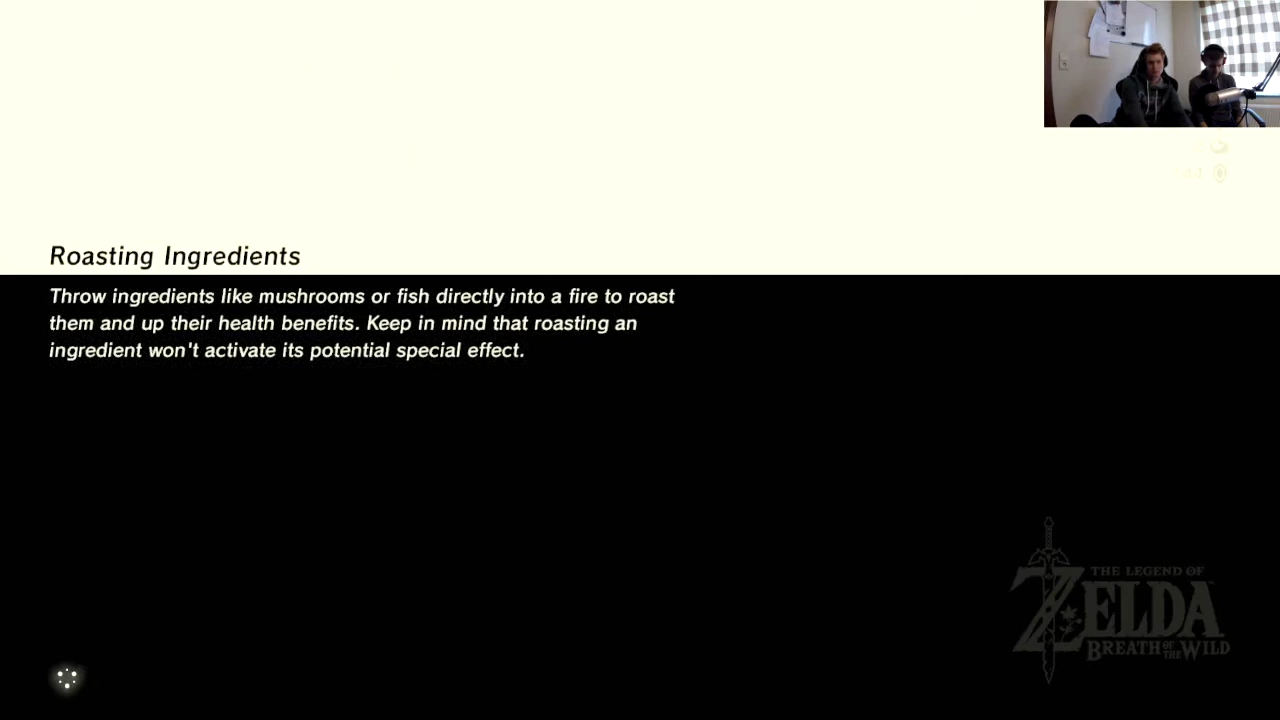 Roasting Ingredients
Throw ingredients like mushrooms or fish directly into a fire to roast
them and up their health benefits. Keep in mind that roasting an
ingredient won't activate its potential special effect.
THE LEGEND OF
ZELDA
BREATH OF THE WILD